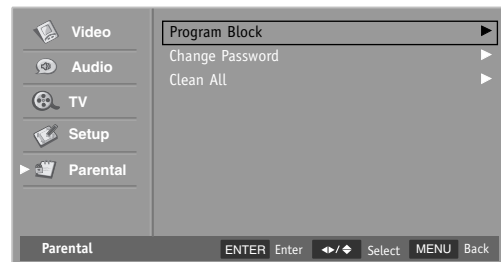 Video
Audio
TV
Setup
Parental
Program Block
Change Password
Clean All
Parental ENTER Enter ◄►/▲▼ Select MENU Back